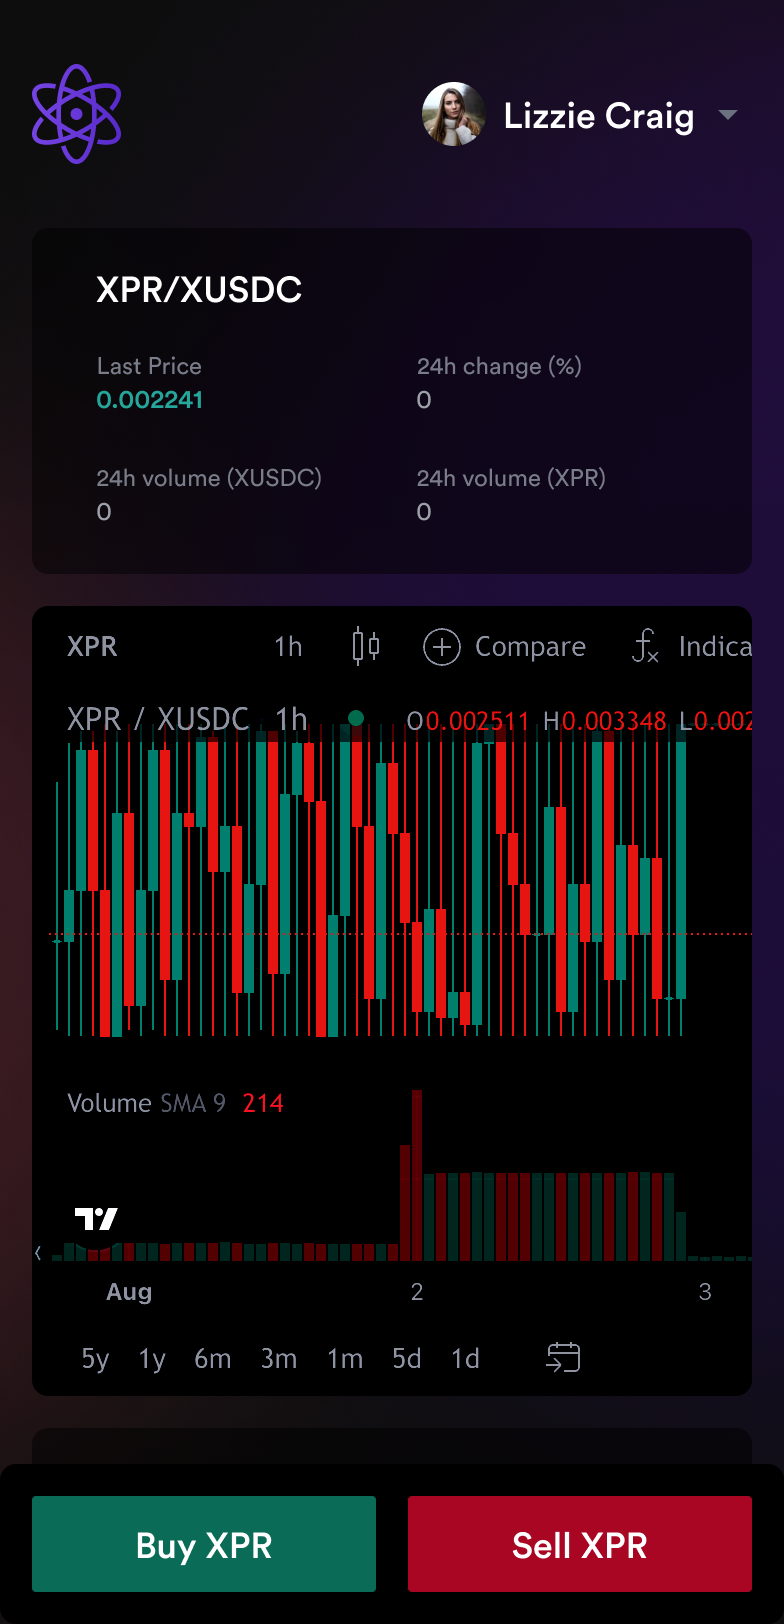 Lizzie Craig
XPR/XUSDC
Last Price
24h change (%)
0.002241
0
24h volume (XUSDC)
24h volume (XPR)
0
0
XPR 1h Compare Indica
XPR / XUSDC 1h O0.002511 H0.003348 L0.002
Volume SMA 9 214
Aug 2 3
5y 1y 6m 3m 1m 5d 1d
Buy XPR
Sell XPR